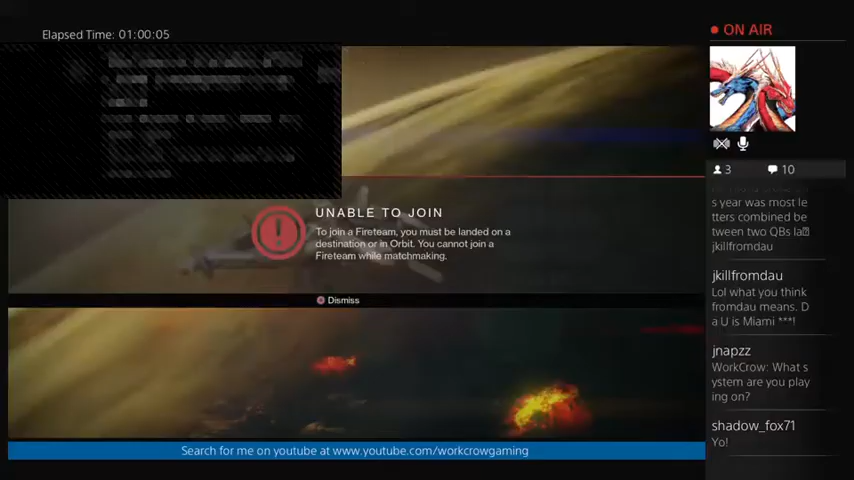 Elapsed Time: 01:00:05
ON AIR
3
10
s year was most le
tters combined be
tween two QBs la
jkillfromdau
UNABLE TO JOIN
To join a Fireteam, you must be landed on a
destination or in Orbit. You cannot join a
Fireteam while matchmaking.
Dismiss
jkillfromdau
Lol what you think
fromdau means. D
a U is Miami ***!
jnapzz
WorkCrow: What s
ystem are you play
ing on?
shadow_fox71
Yo!
Search for me on youtube at www.youtube.com/workcrowgaming